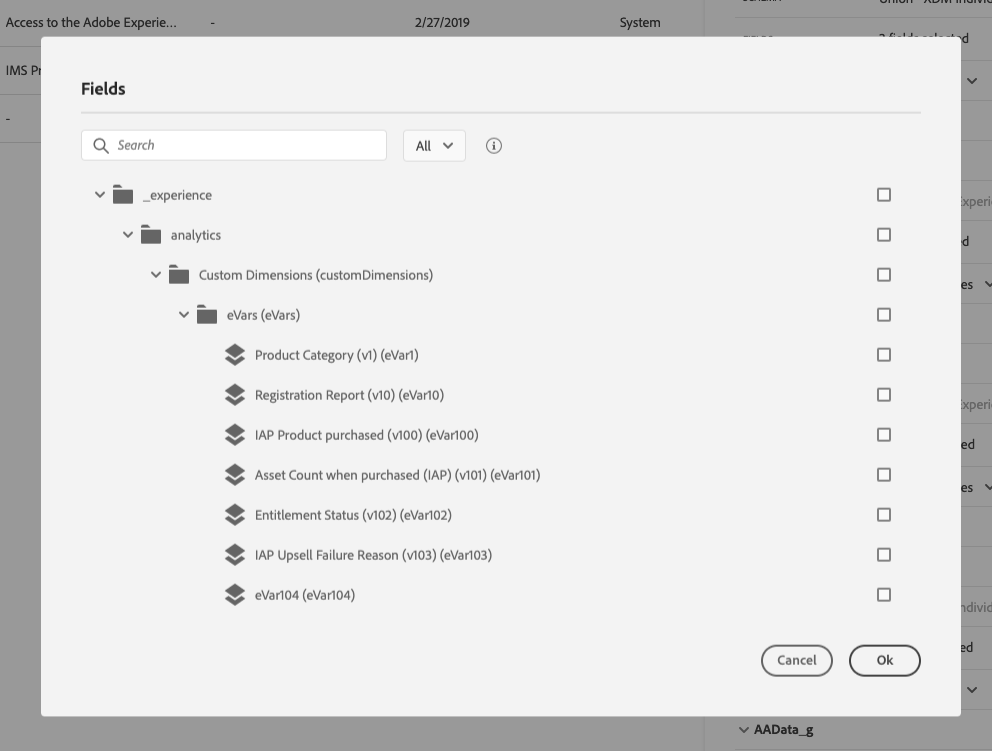 Access to the Adobe Experie...
-
2/27/2019
System
IMS Pr
-
Fields
Search
All
_experience
analytics
Custom Dimensions (customDimensions)
eVars (eVars)
Product Category (v1) (eVar1)
Registration Report (v10) (eVar10)
IAP Product purchased (v100) (eVar100)
Asset Count when purchased (IAP) (v101) (eVar101)
Entitlement Status (v102) (eVar102)
IAP Upsell Failure Reason (v103) (eVar103)
eVar104 (eVar104)
Cancel
Ok
AAData_g